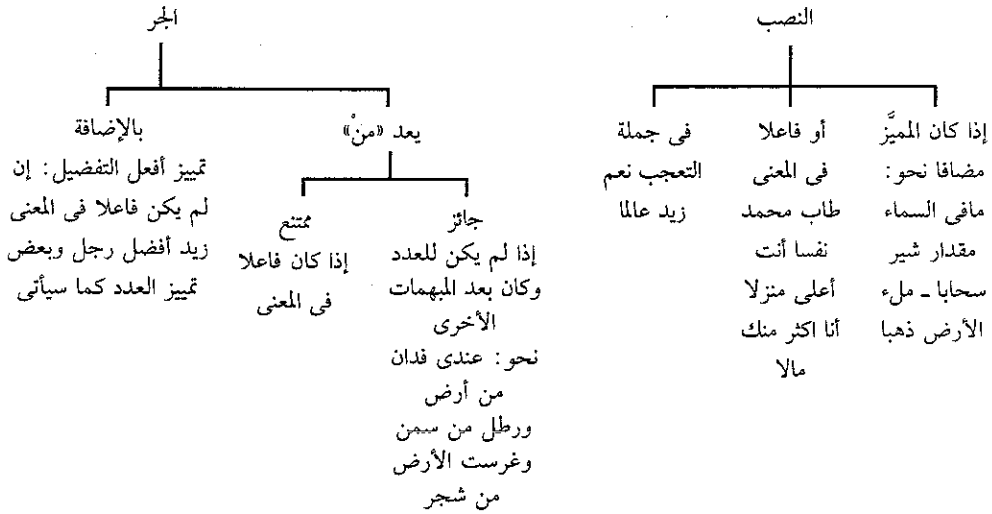 النصب
إذا كان المميَّز
مضافا نحو:
مافى السماء
مقدار شير
سحابا ـ ملء
الأرض ذهبا
أو فاعلا
فى المعنى
طاب محمد
نفسا أنت
أعلى منزلا
أنا اكثر منك
مالا
فى جملة
التعجب نعم
زيد عالما
الجر
يعد «منْ»
جائز
إذا لم يكن للعدد
وكان بعد المبهمات
الأخرى
نحو: عندى فدان
من أرض
ورطل من سمن
وغرست الأرض
من شجر
ممتنع
إذا كان فاعلا
فى المعنى
بالإضافة
تمييز أفعل التفضيل: إن
لم يكن فاعلا فى المعنى
زيد أفضل رجل وبعض
تمييز العدد كما سيأتى